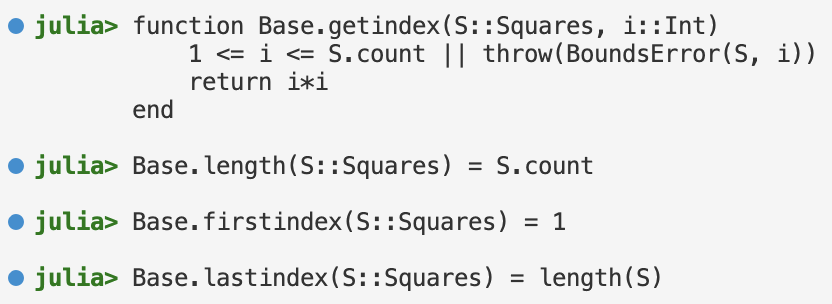 julia> function Base.getindex(S::Squares, i::Int)
           1 <= i <= S.count || throw(BoundsError(S, i))
           return i*i
       end
julia> Base.length(S::Squares) = S.count
julia> Base.firstindex(S::Squares) = 1
julia> Base.lastindex(S::Squares) = length(S)